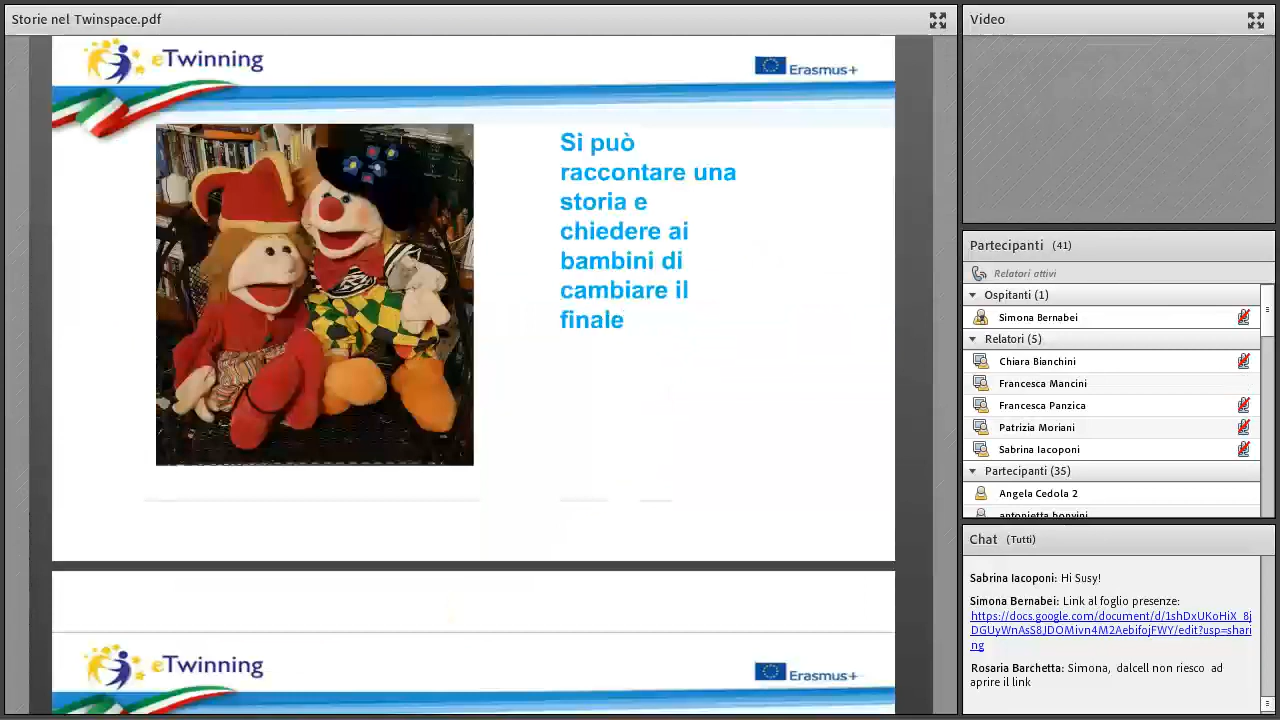 Storie nel Twinspace.pdf
eTwinning
Erasmus+
Si può
raccontare una
storia e
chiedere ai
bambini di
cambiare il
finale
eTwinning
Erasmus+
Video
Partecipanti (41)
Relatori attivi
Ospitanti (1)
Simona Bernabei
Relatori (5)
Chiara Bianchini
Francesca Mancini
Francesca Panzica
Patrizia Moriani
Sabrina Iacoponi
Partecipanti (35)
Angela Cedola 2
antonietta bonvini
Chat (Tutti)
Sabrina Iacoponi: Hi Susy!
Simona Bernabei: Link al foglio presenze:
https://docs.google.com/document/d/1shDxUKoHiX_8j
DGUyWnAsS8JDOMivn4M2AebifojFWY/edit?usp=shari
ng
Rosaria Barchetta: Simona, dalcell non riesco ad
aprire il link